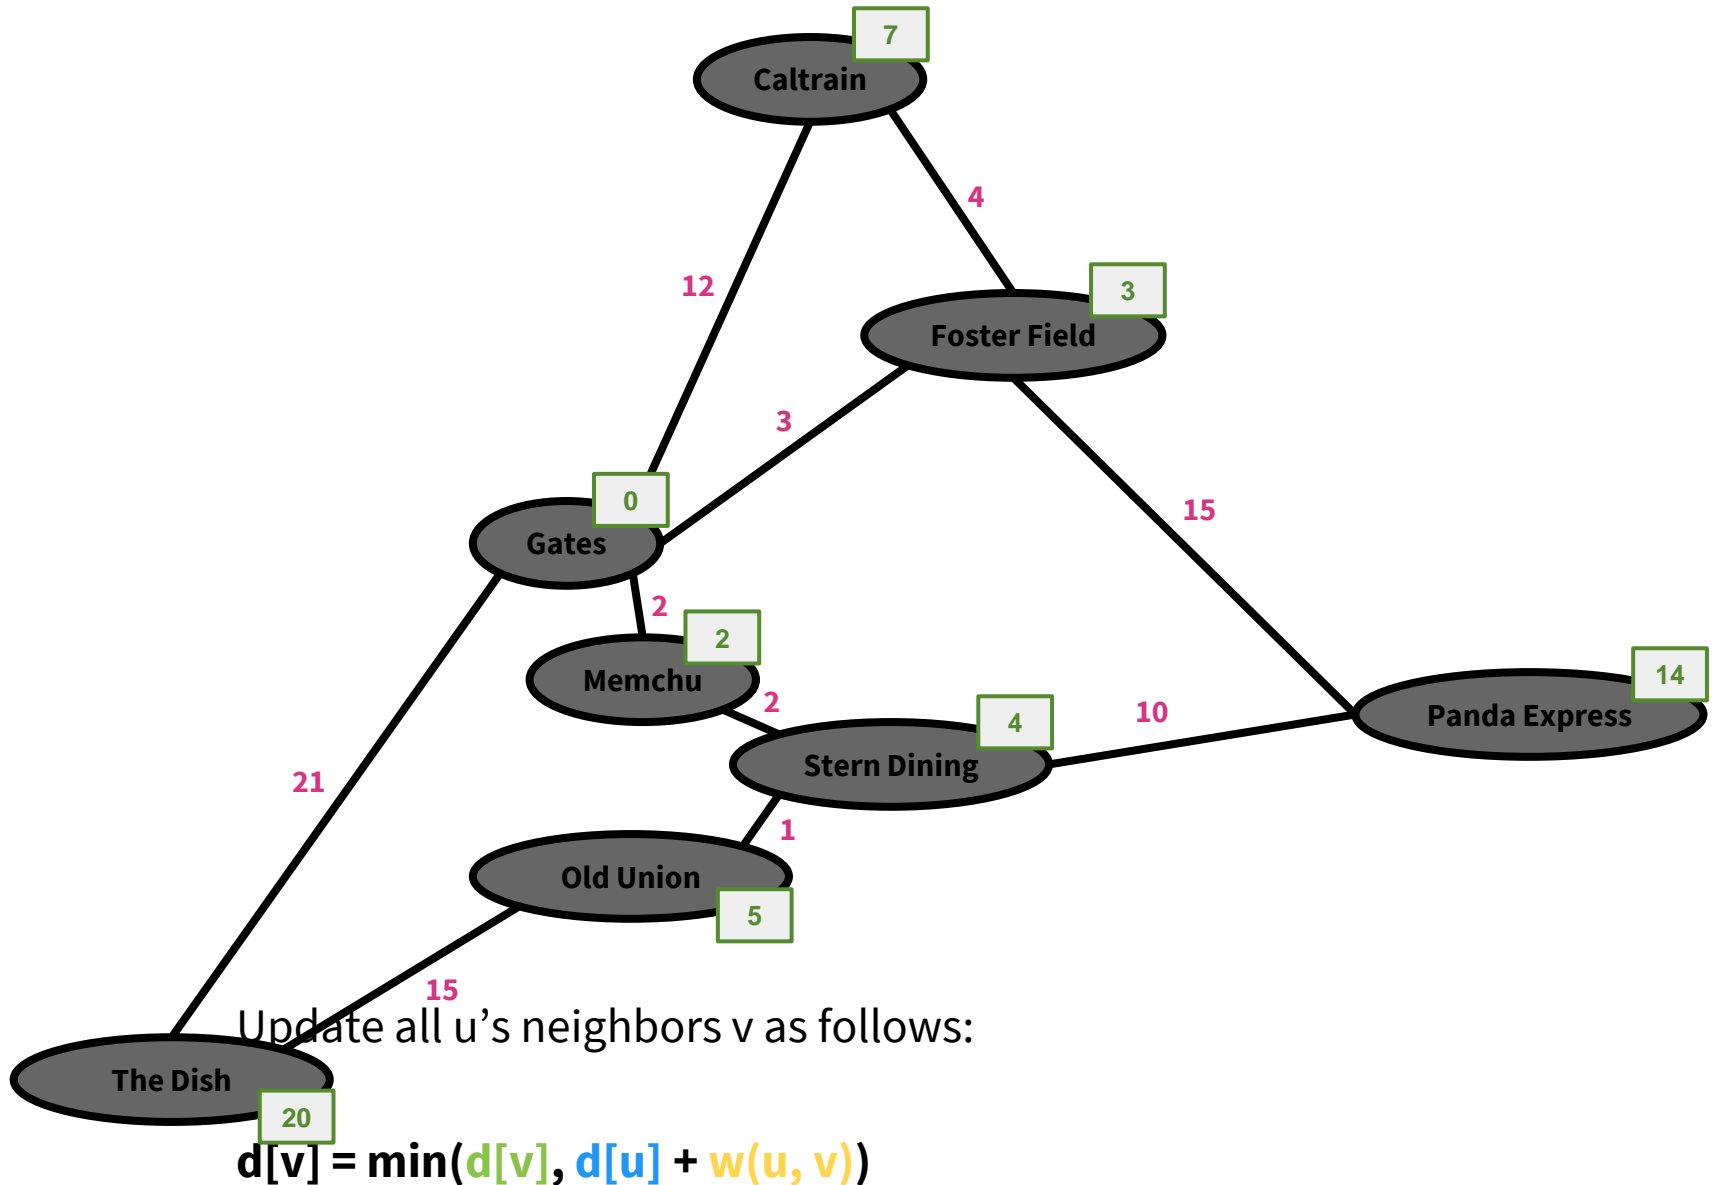 7
Caltrain
4
12
3
Foster Field
3
15
0
Gates
2
2
Memchu
2
14
Panda Express
10
4
Stern Dining
21
1
Old Union
5
15
Update all u’s neighbors v as follows:
The Dish
20
d[v] = min(d[v], d[u] + w(u, v))